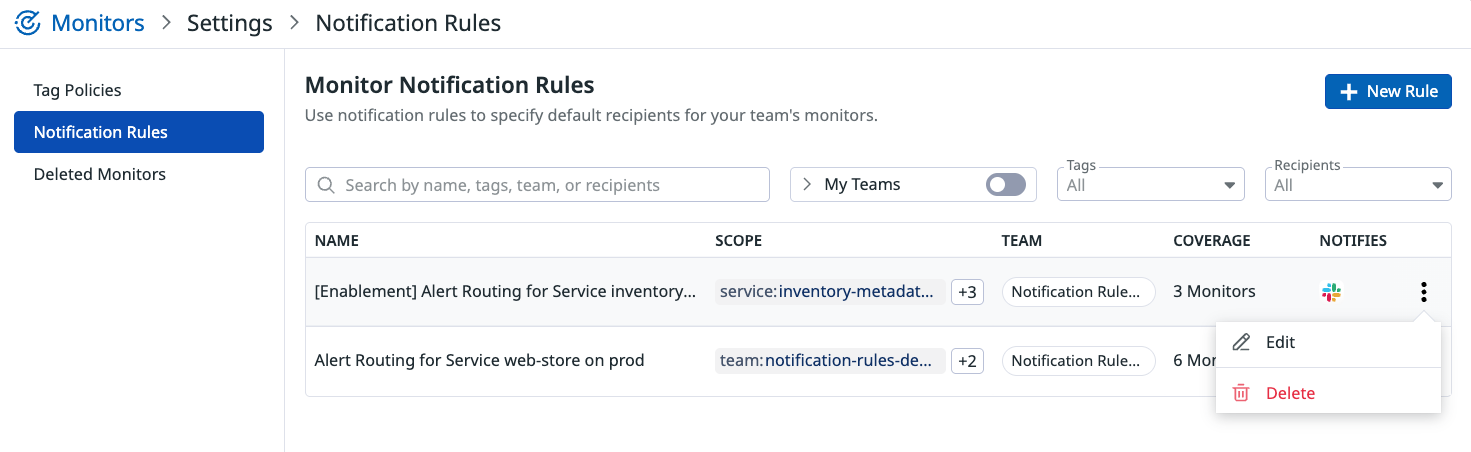 Monitors > Settings > Notification Rules
Tag Policies
Notification Rules
Deleted Monitors
Monitor Notification Rules
New Rule
Use notification rules to specify default recipients for your team's monitors.
Search by name, tags, team, or recipients
My Teams
Tags
All
Recipients
All
NAME SCOPE TEAM COVERAGE NOTIFIES
[Enablement] Alert Routing for Service inventory... service:inventory-metadat... +3 Notification Rule... 3 Monitors
Alert Routing for Service web-store on prod team:notification-rules-de... +2 Notification Rule... 6
Edit
Delete